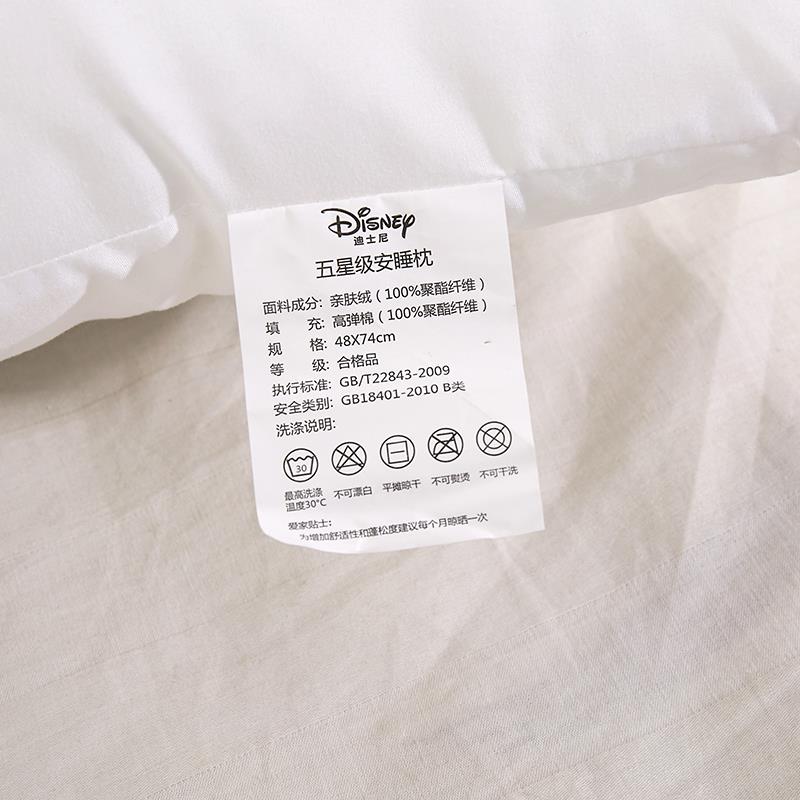 Disney
迪士尼
五星级安睡枕
面料成分: 亲肤绒（100%聚酯纤维）
填 充: 高弹棉（100%聚酯纤维）
规 格: 48X74cm
等 级: 合格品
执行标准: GB/T22843-2009
安全类别: GB18401-2010 B类
洗涤说明:
30
最高洗涤温度30°C 不可漂白 平摊晾干 不可熨烫 不可干洗
爱家贴士:
为增加舒适性和蓬松度建议每个月晾晒一次